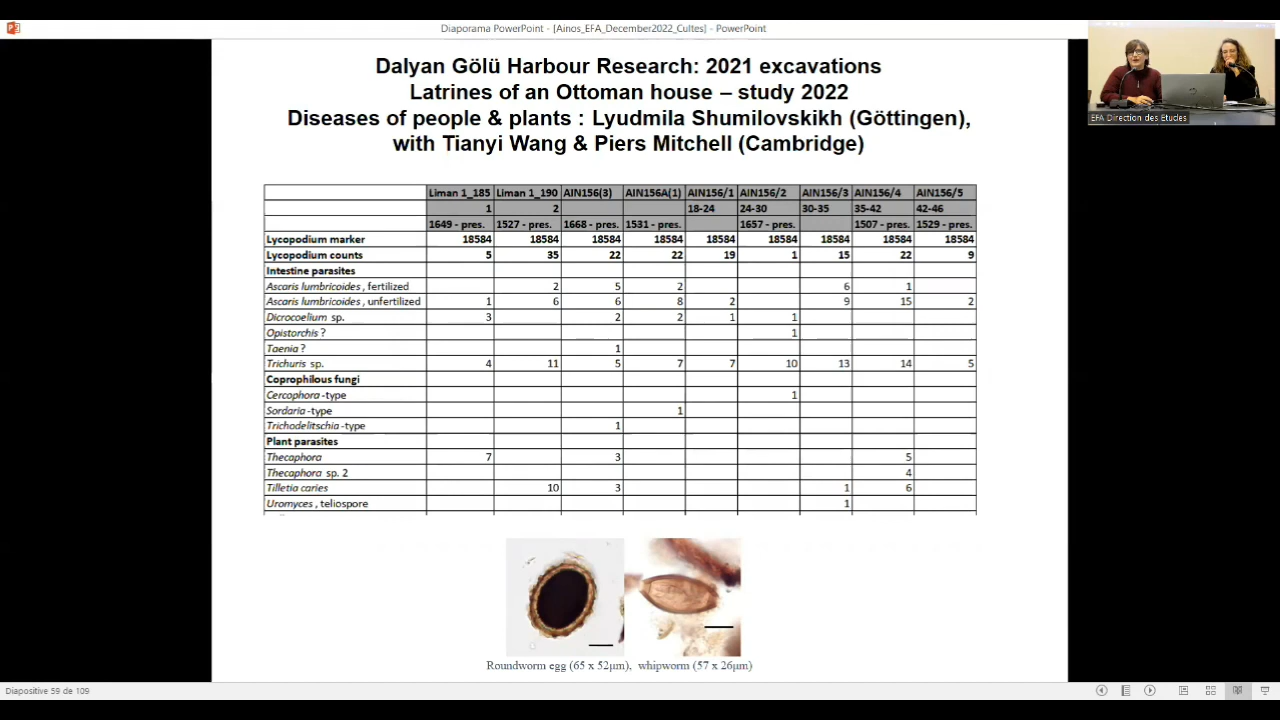 Diaporama PowerPoint - [Ainos_EFA_December2022_Cultes] - PowerPoint
Dalyan Gölü Harbour Research: 2021 excavations
Latrines of an Ottoman house – study 2022
Diseases of people & plants : Lyudmila Shumilovskikh (Göttingen),
with Tianyi Wang & Piers Mitchell (Cambridge)
EFA Direction des Etudes
Liman 1_185 Liman 1_190 AIN156(3) AIN156A(1) AIN156/1 AIN156/2 AIN156/3 AIN156/4 AIN156/5
1 2 18-24 24-30 30-35 35-42 42-46
1649 - pres. 1527 - pres. 1668 - pres. 1531 - pres. 1657 - pres. 1507 - pres. 1529 - pres.
Lycopodium marker 18584 18584 18584 18584 18584 18584 18584 18584 18584
Lycopodium counts 5 35 22 22 19 1 15 22 9
Intestine parasites
Ascaris lumbricoides , fertilized 2 5 2 6 1
Ascaris lumbricoides , unfertilized 1 6 6 8 2 9 15 2
Dicrocoelium sp. 3 2 2 1 1
Opistorchis ? 1
Taenia ? 1
Trichuris sp. 4 11 5 7 7 10 13 14 5
Coprophilous fungi
Cercophora -type 1
Sordaria -type 1
Trichodelitschia -type 1
Plant parasites
Thecaphora 7 3 5
Thecaphora sp. 2 4
Tilletia caries 10 3 1 6
Uromyces , teliospore 1
Roundworm egg (65 x 52µm), whipworm (57 x 26µm)
Diapositive 59 de 109